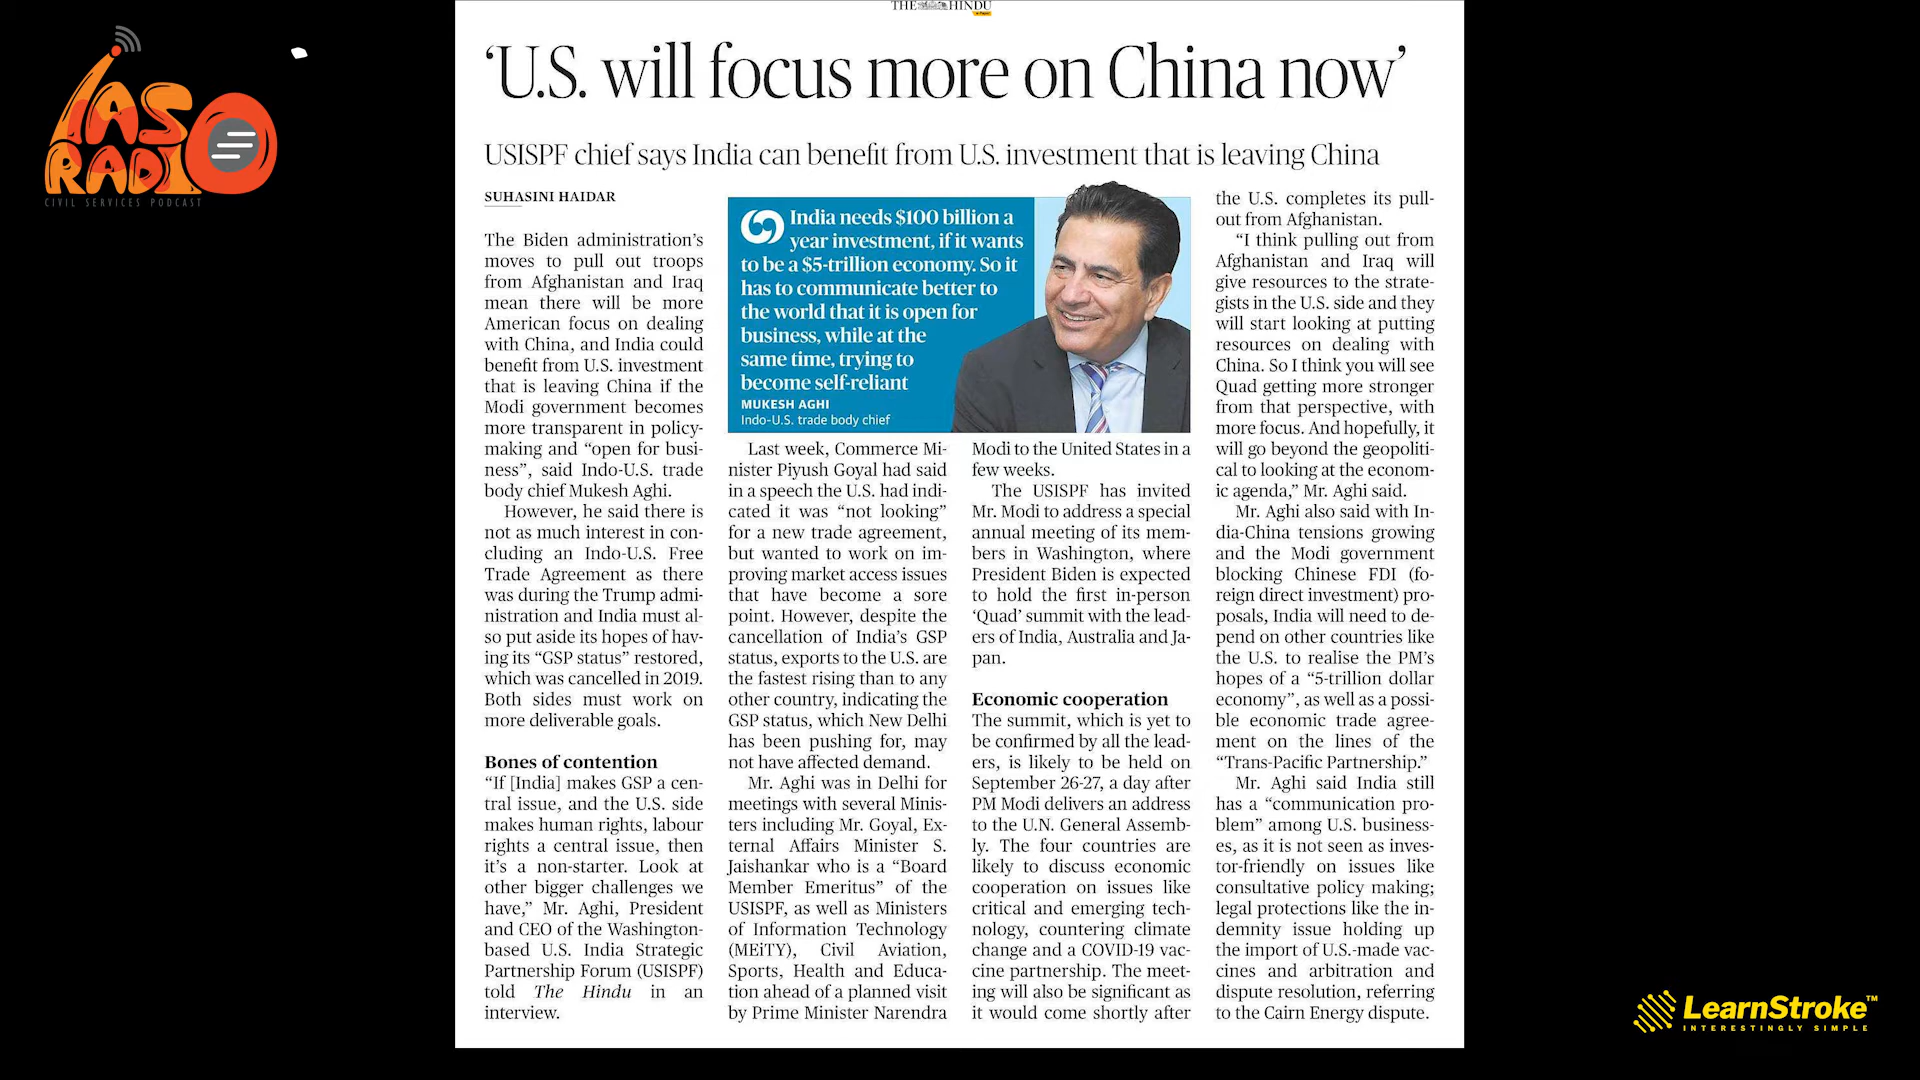 IAS
RADIO
CIVIL SERVICES PODCAST
THE HINDU
‘U.S. will focus more on China now’
USISPF chief says India can benefit from U.S. investment that is leaving China
SUHASINI HAIDAR
The Biden administration’s
moves to pull out troops
from Afghanistan and Iraq
mean there will be more
American focus on dealing
with China, and India could
benefit from U.S. investment
that is leaving China if the
Modi government becomes
more transparent in policy-
making and “open for busi-
ness”, said Indo-U.S. trade
body chief Mukesh Aghi.
However, he said there is
not as much interest in con-
cluding an Indo-U.S. Free
Trade Agreement as there
was during the Trump admi-
nistration and India must al-
so put aside its hopes of hav-
ing its “GSP status” restored,
which was cancelled in 2019.
Both sides must work on
more deliverable goals.
Bones of contention
“If [India] makes GSP a cen-
tral issue, and the U.S. side
makes human rights, labour
rights a central issue, then
it’s a non-starter. Look at
other bigger challenges we
have,” Mr. Aghi, President
and CEO of the Washington-
based U.S. India Strategic
Partnership Forum (USISPF)
told The Hindu in an
interview.
India needs $100 billion a
year investment, if it wants
to be a $5-trillion economy. So it
has to communicate better to
the world that it is open for
business, while at the
same time, trying to
become self-reliant
MUKESH AGHI
Indo-U.S. trade body chief
Last week, Commerce Mi-
nister Piyush Goyal had said
in a speech the U.S. had indi-
cated it was “not looking”
for a new trade agreement,
but wanted to work on im-
proving market access issues
that have become a sore
point. However, despite the
cancellation of India’s GSP
status, exports to the U.S. are
the fastest rising than to any
other country, indicating the
GSP status, which New Delhi
has been pushing for, may
not have affected demand.
Mr. Aghi was in Delhi for
meetings with several Minis-
ters including Mr. Goyal, Ex-
ternal Affairs Minister S.
Jaishankar who is a “Board
Member Emeritus” of the
USISPF, as well as Ministers
of Information Technology
(MEiTY), Civil Aviation,
Sports, Health and Educa-
tion ahead of a planned visit
by Prime Minister Narendra
Modi to the United States in a
few weeks.
The USISPF has invited
Mr. Modi to address a special
annual meeting of its mem-
bers in Washington, where
President Biden is expected
to hold the first in-person
‘Quad’ summit with the lead-
ers of India, Australia and Ja-
pan.
Economic cooperation
The summit, which is yet to
be confirmed by all the lead-
ers, is likely to be held on
September 26-27, a day after
PM Modi delivers an address
to the U.N. General Assemb-
ly. The four countries are
likely to discuss economic
cooperation on issues like
critical and emerging tech-
nology, countering climate
change and a COVID-19 vac-
cine partnership. The meet-
ing will also be significant as
it would come shortly after
the U.S. completes its pull-
out from Afghanistan.
“I think pulling out from
Afghanistan and Iraq will
give resources to the strate-
gists in the U.S. side and they
will start looking at putting
resources on dealing with
China. So I think you will see
Quad getting more stronger
from that perspective, with
more focus. And hopefully, it
will go beyond the geopoliti-
cal to looking at the econom-
ic agenda,” Mr. Aghi said.
Mr. Aghi also said with In-
dia-China tensions growing
and the Modi government
blocking Chinese FDI (fo-
reign direct investment) pro-
posals, India will need to de-
pend on other countries like
the U.S. to realise the PM’s
hopes of a “5-trillion dollar
economy”, as well as a possi-
ble economic trade agree-
ment on the lines of the
“Trans-Pacific Partnership.”
Mr. Aghi said India still
has a “communication pro-
blem” among U.S. business-
es, as it is not seen as inves-
tor-friendly on issues like
consultative policy making;
legal protections like the in-
demnity issue holding up
the import of U.S.-made vac-
cines and arbitration and
dispute resolution, referring
to the Cairn Energy dispute.
LearnStroke™
INTERESTINGLY SIMPLE